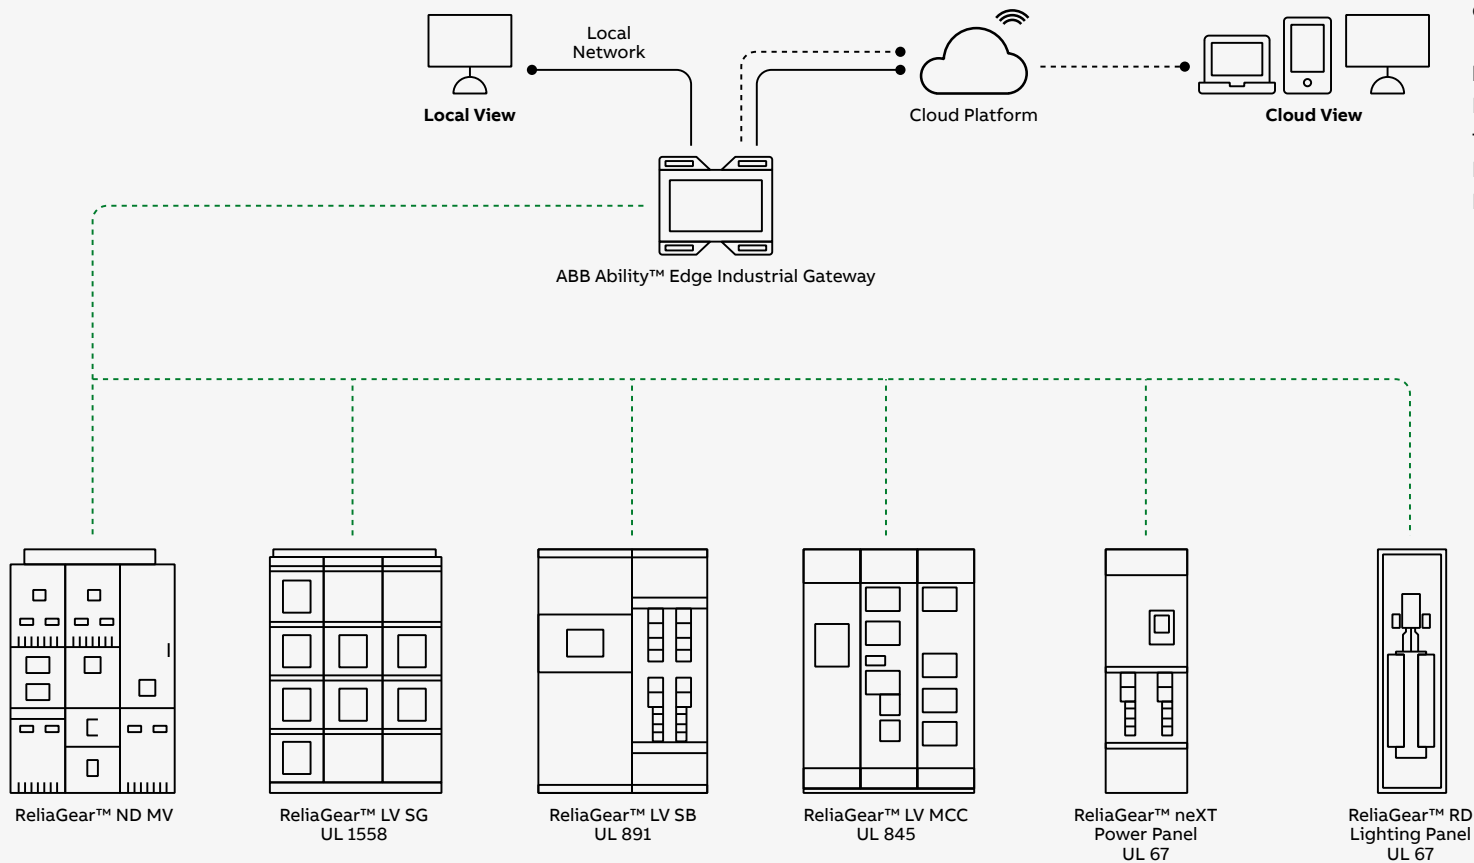 Local
Network
Local View
Cloud Platform
Cloud View
ABB Ability™ Edge Industrial Gateway
ReliaGear™ ND MV
ReliaGear™ LV SG
UL 1558
ReliaGear™ LV SB
UL 891
ReliaGear™ LV MCC
UL 845
ReliaGear™ neXT
Power Panel
UL 67
ReliaGear™ RD
Lighting Panel
UL 67